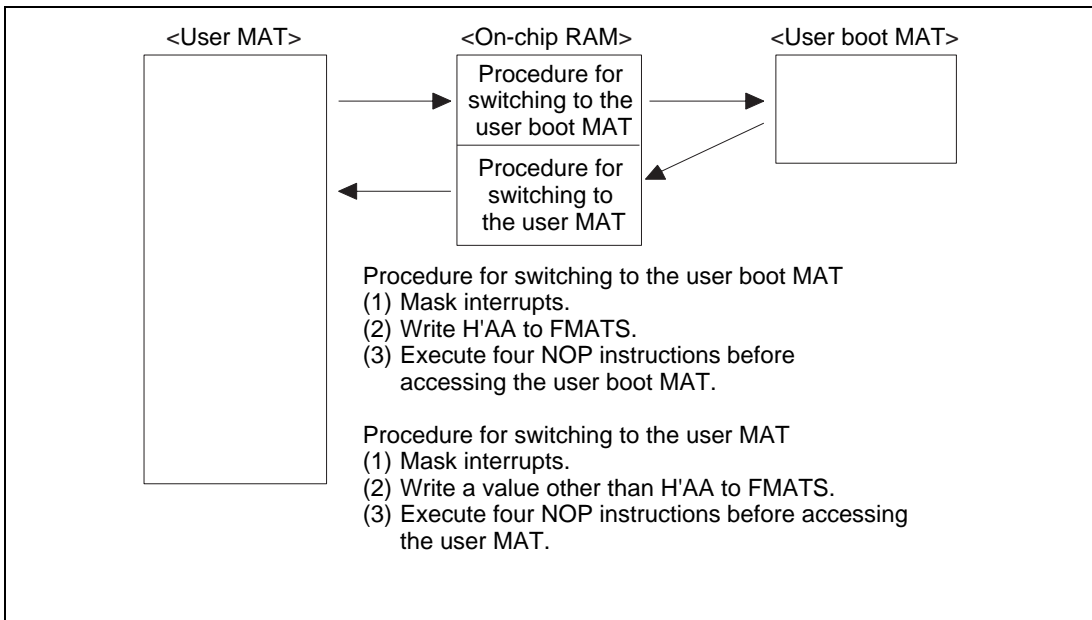 <User MAT>
<On-chip RAM>
<User boot MAT>
Procedure for
switching to the
user boot MAT
Procedure for
switching to
the user MAT
Procedure for switching to the user boot MAT
(1) Mask interrupts.
(2) Write H'AA to FMATS.
(3) Execute four NOP instructions before
accessing the user boot MAT.
Procedure for switching to the user MAT
(1) Mask interrupts.
(2) Write a value other than H'AA to FMATS.
(3) Execute four NOP instructions before accessing
the user MAT.